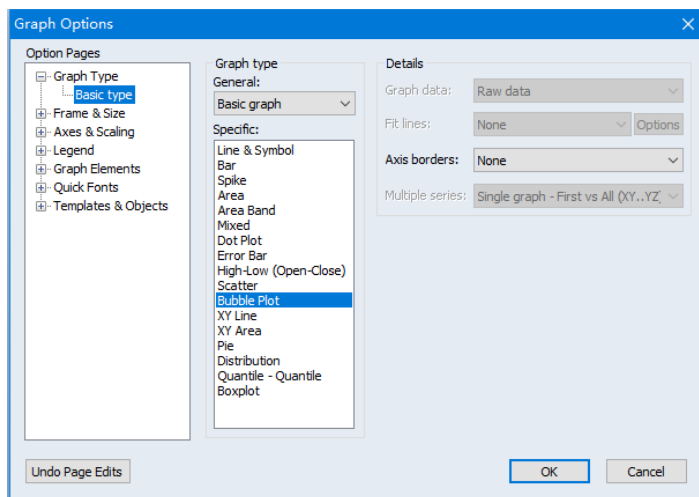 Graph Options
Option Pages
Graph Type
Basic type
Frame & Size
Axes & Scaling
Legend
Graph Elements
Quick Fonts
Templates & Objects
Graph type
General:
Basic graph
Specific:
Line & Symbol
Bar
Spike
Area
Area Band
Mixed
Dot Plot
Error Bar
High-Low (Open-Close)
Scatter
Bubble Plot
XY Line
XY Area
Pie
Distribution
Quantile - Quantile
Boxplot
Details
Graph data: Raw data
Fit lines: None Options
Axis borders: None
Multiple series: Single graph - First vs All (XY..YZ)
Undo Page Edits
OK
Cancel